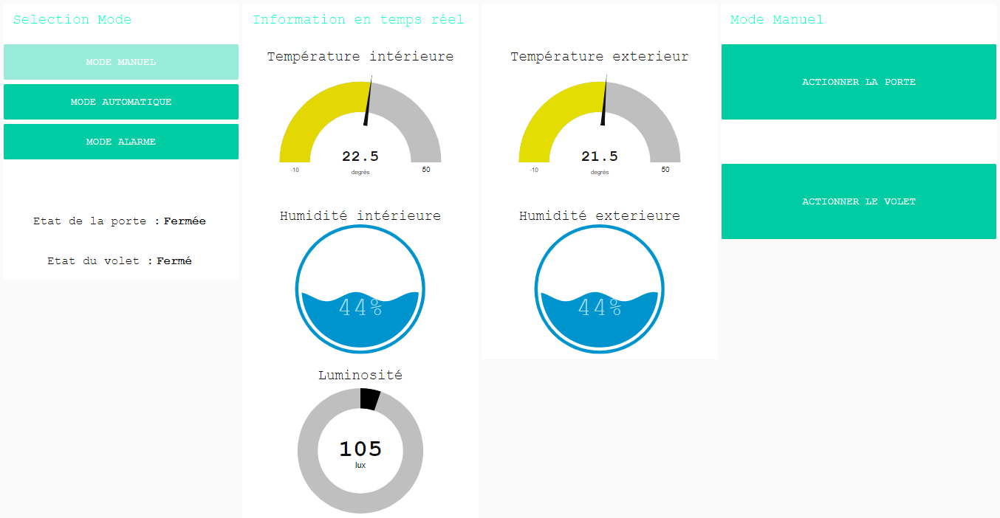 Selection Mode
MODE MANUEL
MODE AUTOMATIQUE
MODE ALARME
Etat de la porte : Fermée
Etat du volet : Fermé
Information en temps réel
Température intérieure
22.5
-10
degrés
50
Humidité intérieure
44%
Luminosité
105
lux
Température exterieur
21.5
-10
degrés
50
Humidité exterieure
44%
Mode Manuel
ACTIONNER LA PORTE
ACTIONNER LE VOLET